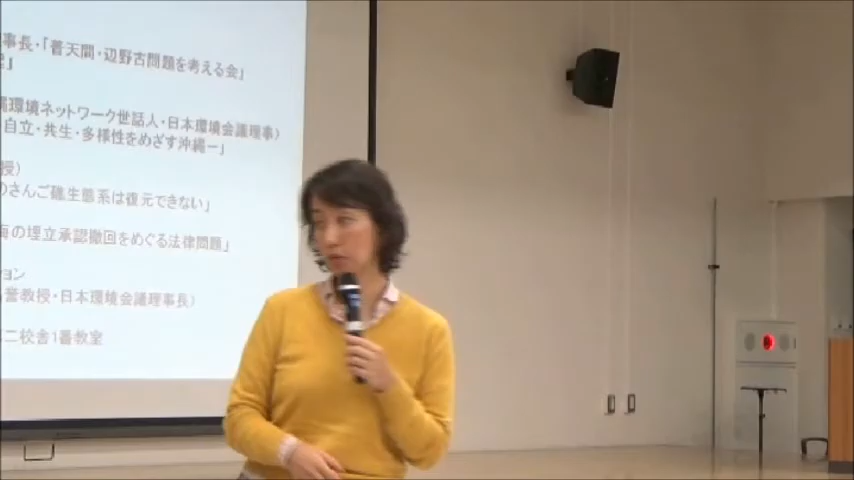 事長・「普天間・辺野古問題を考える会」
縄環境ネットワーク世話人・日本環境会議理事)
自立・共生・多様性をめざす沖縄ー」
授)
のさんご礁生態系は復元できない」
海の埋立承認撤回をめぐる法律問題」
ション
誉教授・日本環境会議理事長)
二校舎1番教室